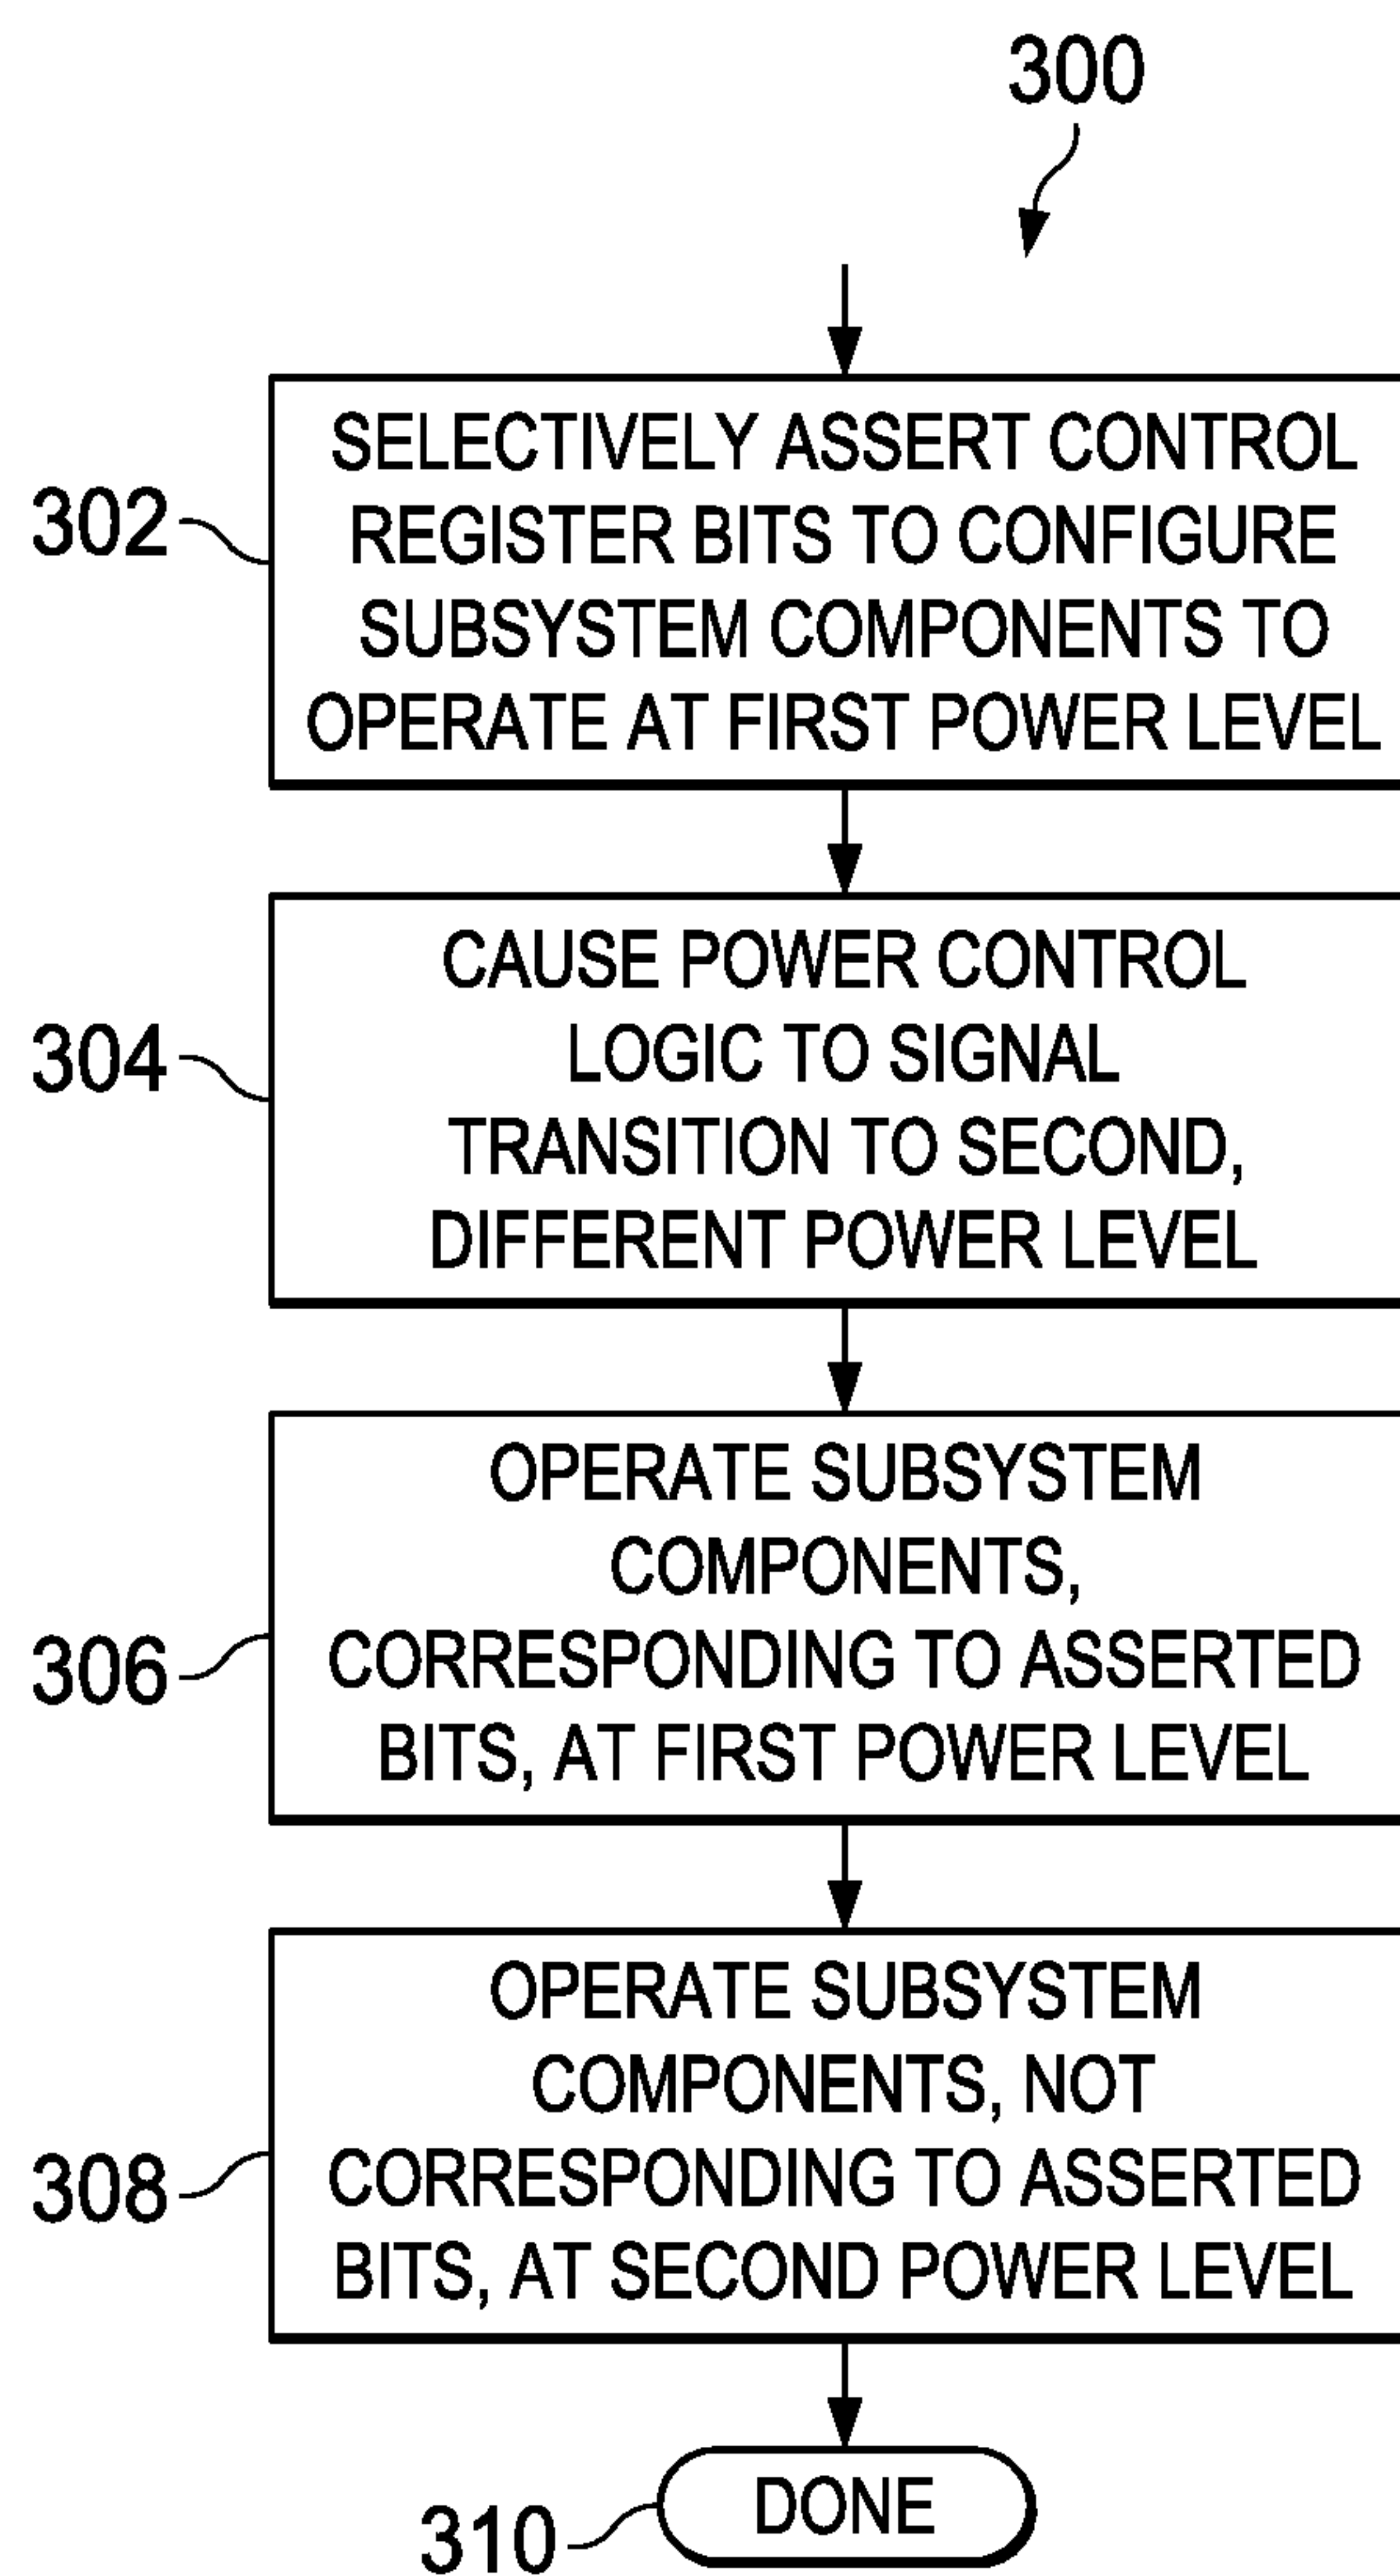 300
302
SELECTIVELY ASSERT CONTROL
REGISTER BITS TO CONFIGURE
SUBSYSTEM COMPONENTS TO
OPERATE AT FIRST POWER LEVEL
304
CAUSE POWER CONTROL
LOGIC TO SIGNAL
TRANSITION TO SECOND,
DIFFERENT POWER LEVEL
306
OPERATE SUBSYSTEM
COMPONENTS,
CORRESPONDING TO ASSERTED
BITS, AT FIRST POWER LEVEL
308
OPERATE SUBSYSTEM
COMPONENTS, NOT
CORRESPONDING TO ASSERTED
BITS, AT SECOND POWER LEVEL
310
DONE